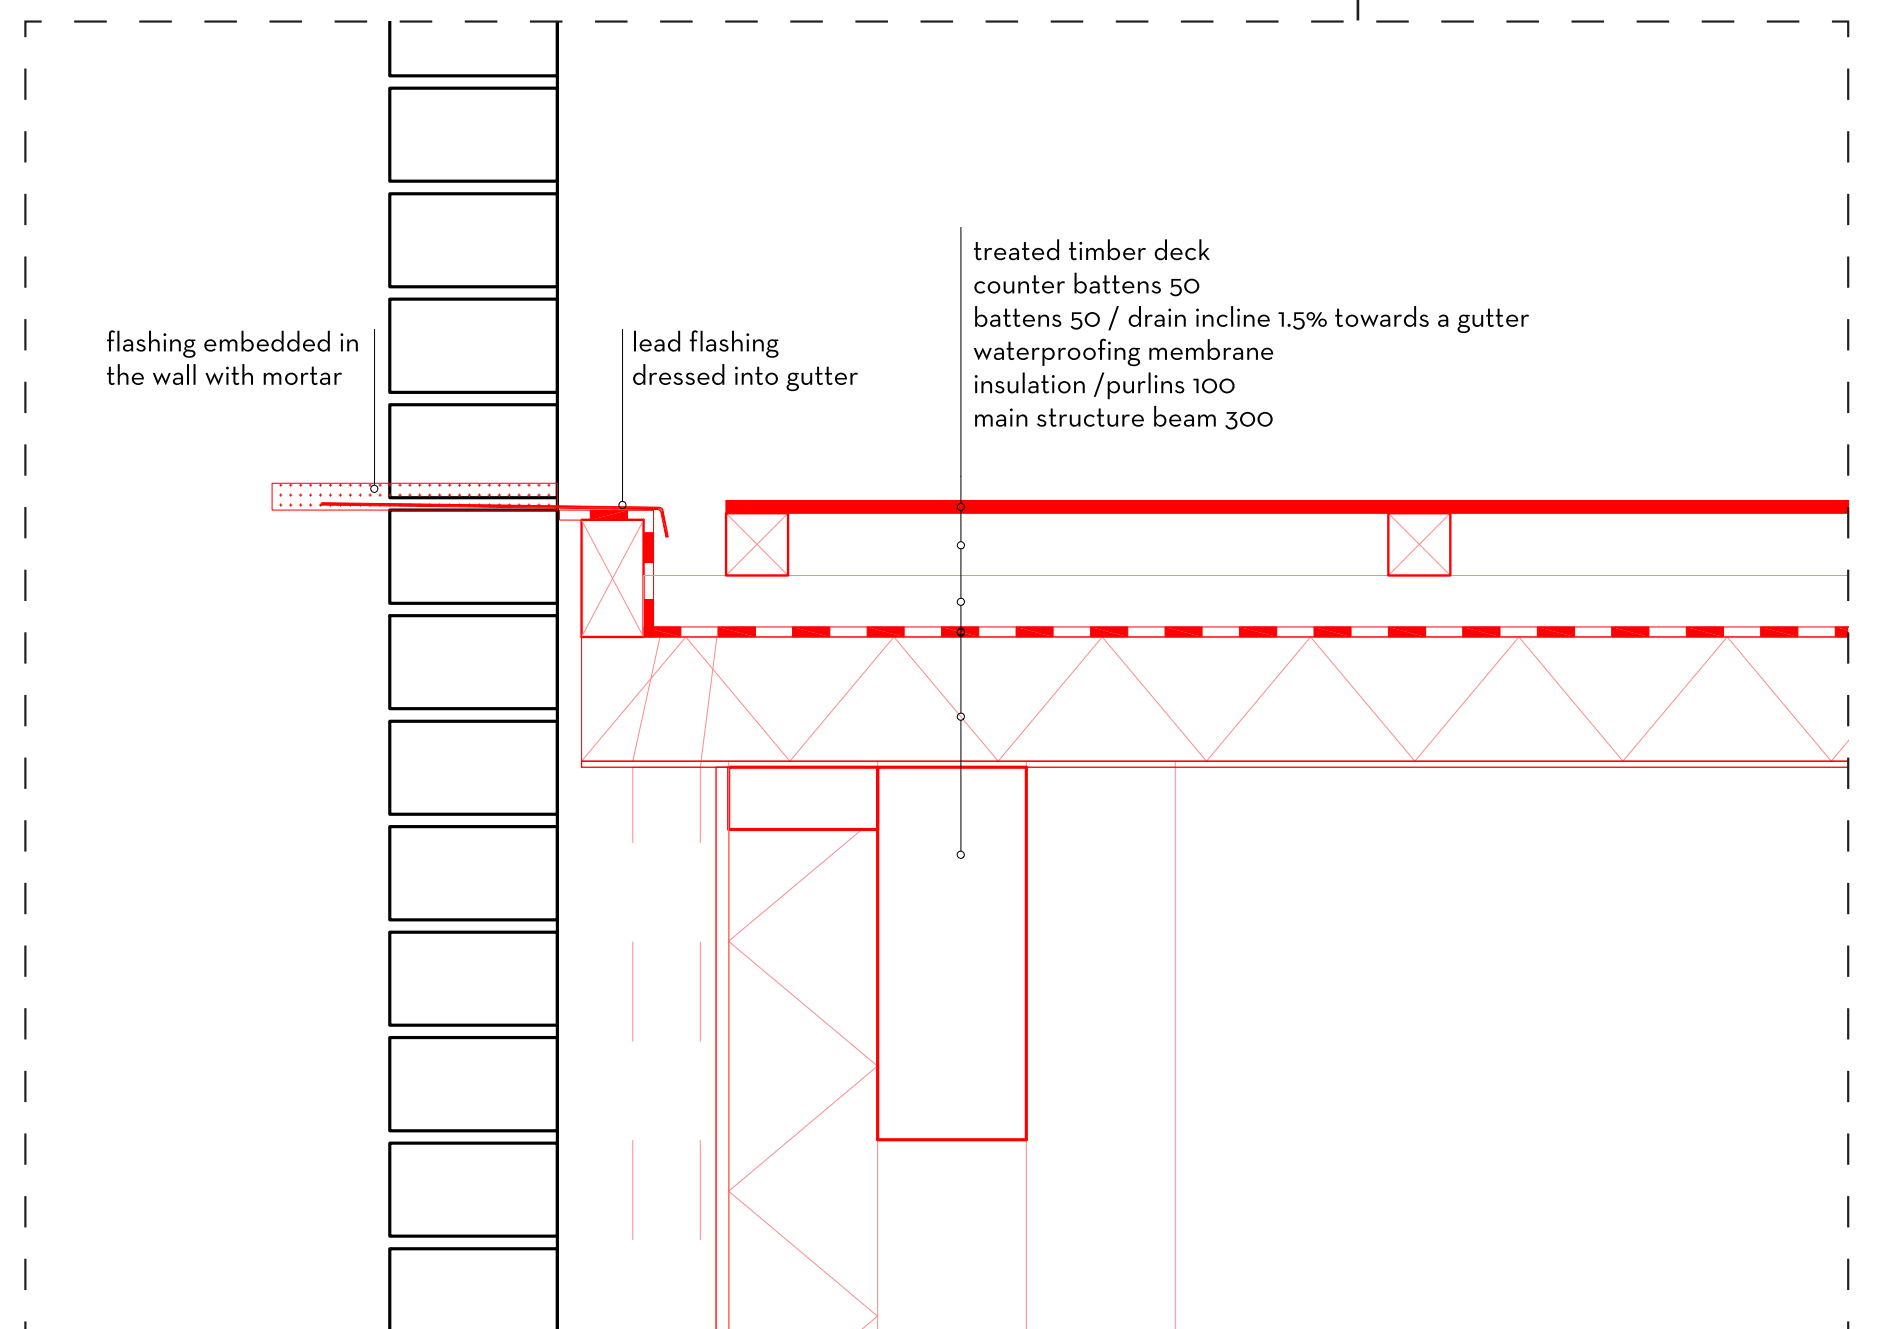 flashing embedded in
the wall with mortar
lead flashing
dressed into gutter
treated timber deck
counter battens 50
battens 50 / drain incline 1.5% towards a gutter
waterproofing membrane
insulation /purlins 100
main structure beam 300